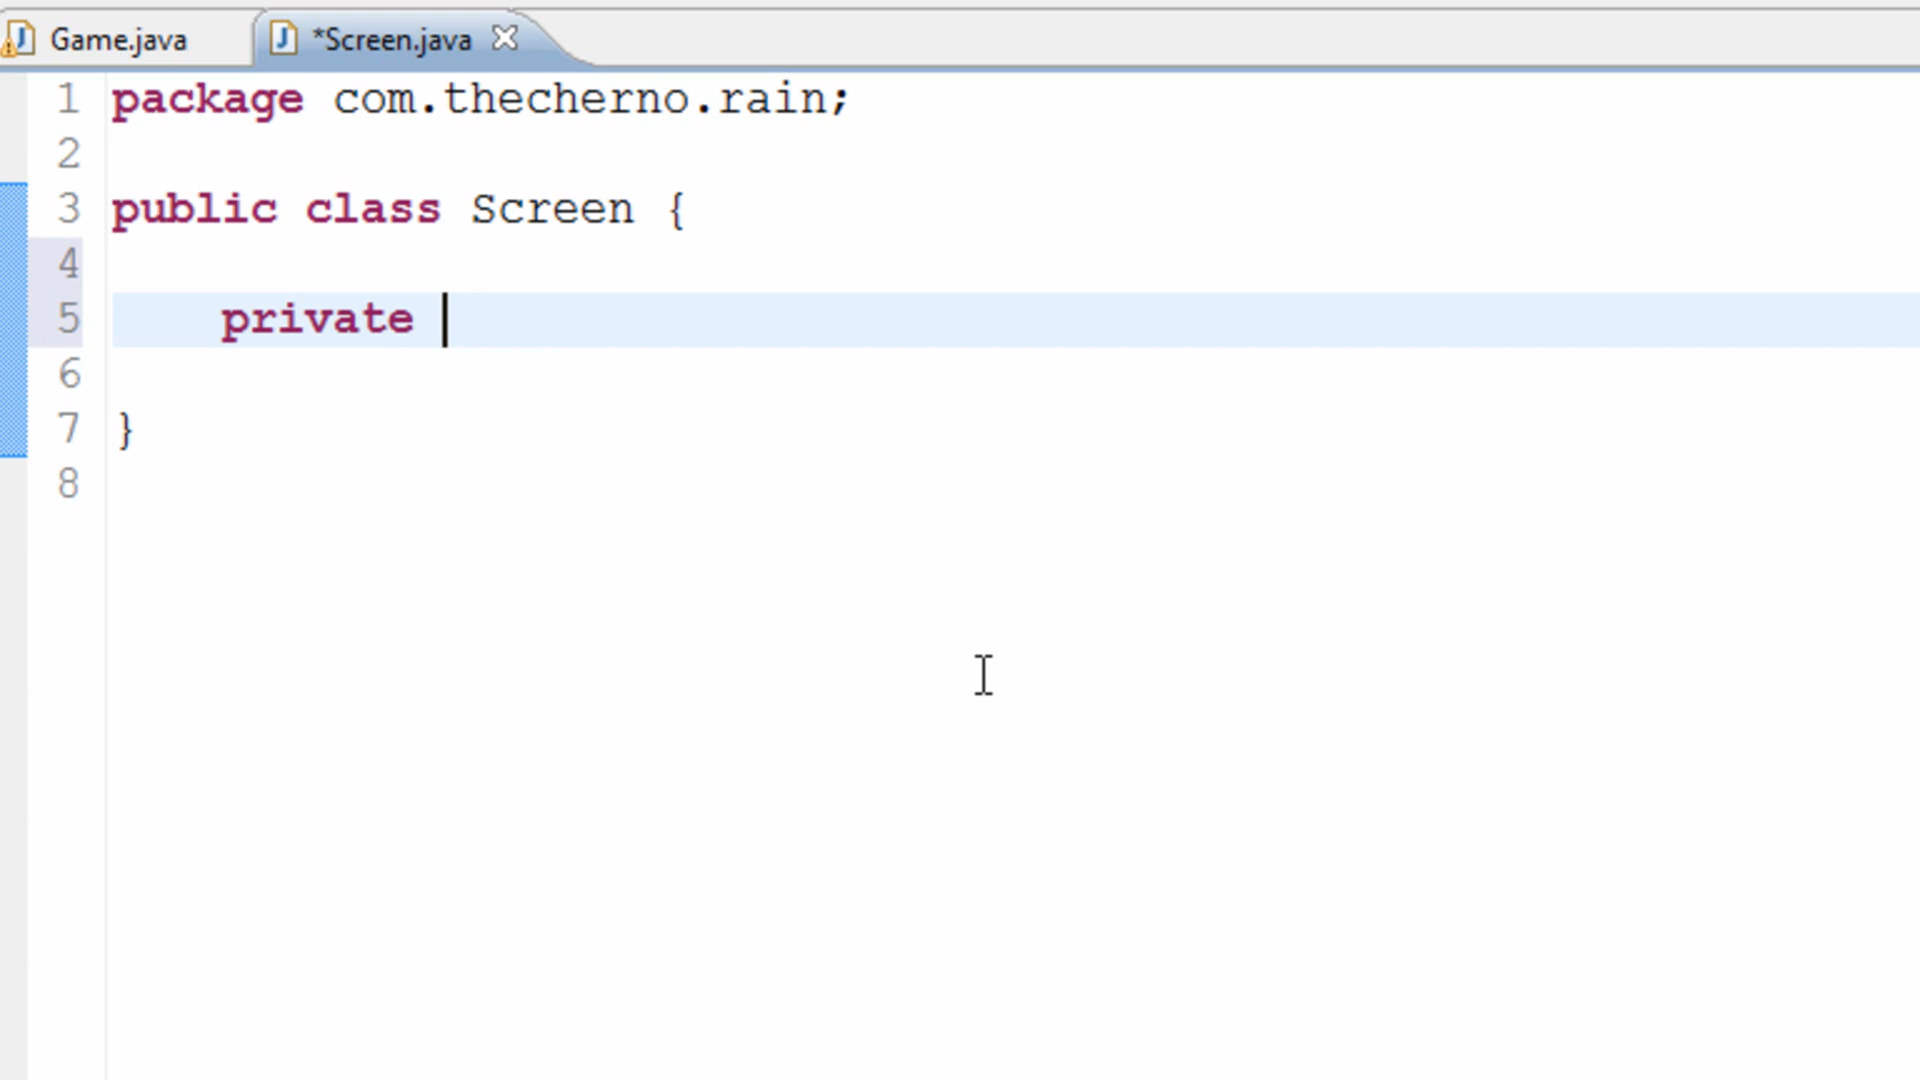 Game.java *Screen.java
1 package com.thecherno.rain;
2
3 public class Screen {
4
5 private
6
7 }
8